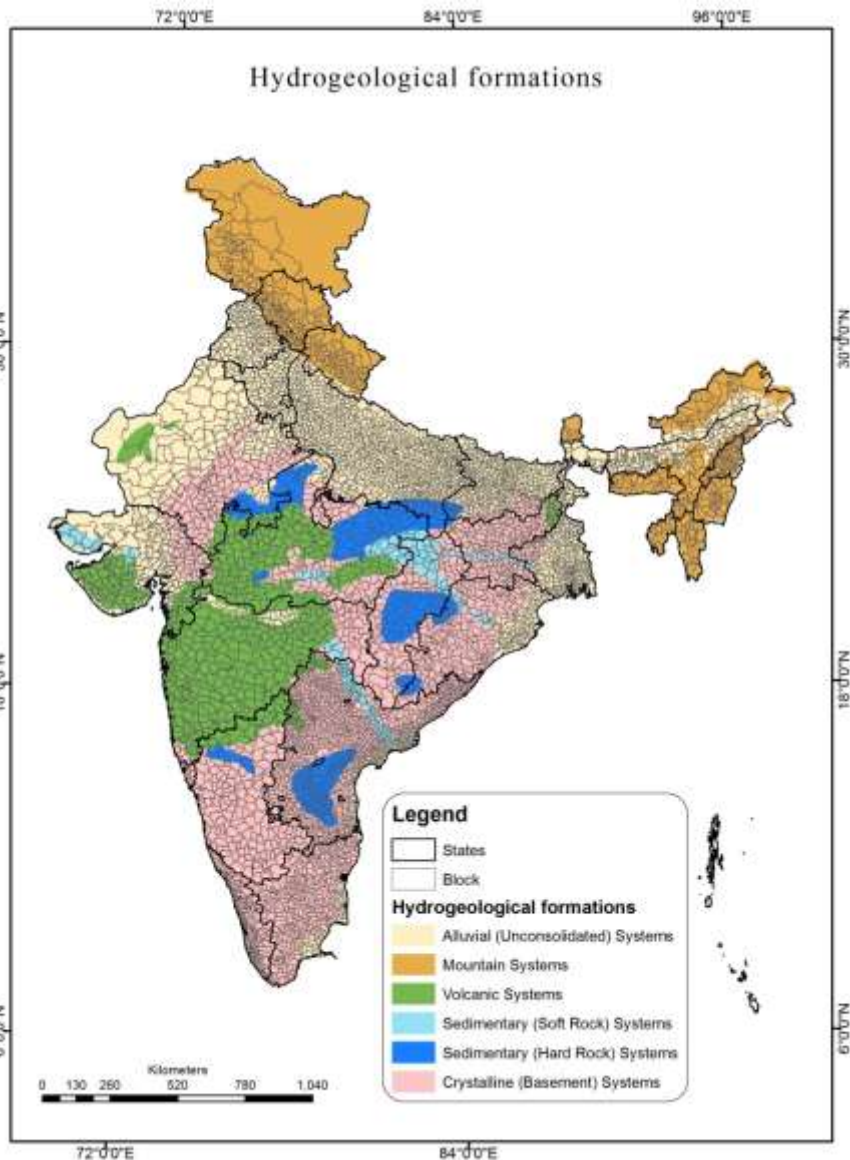 72°0'0"E 84°0'0"E 96°0'0"E
Hydrogeological formations
30°0'0"N
18°0'0"N
Legend
States
Block
Hydrogeological formations
Alluvial (Unconsolidated) Systems
Mountain Systems
Volcanic Systems
Sedimentary (Soft Rock) Systems
Sedimentary (Hard Rock) Systems
Crystalline (Basement) Systems
6°0'0"N
Kilometers
0 130 260 520 780 1,040
72°0'0"E 84°0'0"E